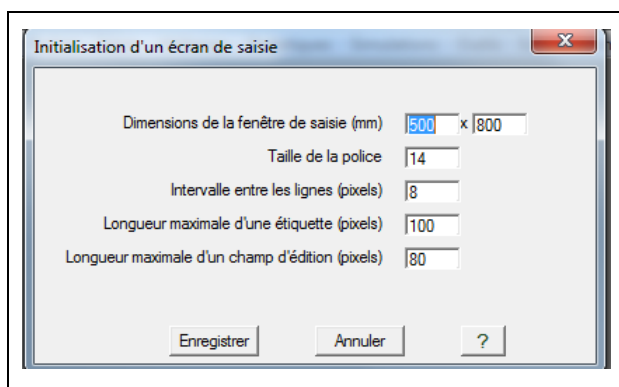 Initialisation d'un écran de saisie
Dimensions de la fenêtre de saisie (mm) 500 x 800
Taille de la police 14
Intervalle entre les lignes (pixels) 8
Longueur maximale d'une étiquette (pixels) 100
Longueur maximale d'un champ d'édition (pixels) 80
Enregistrer Annuler ?